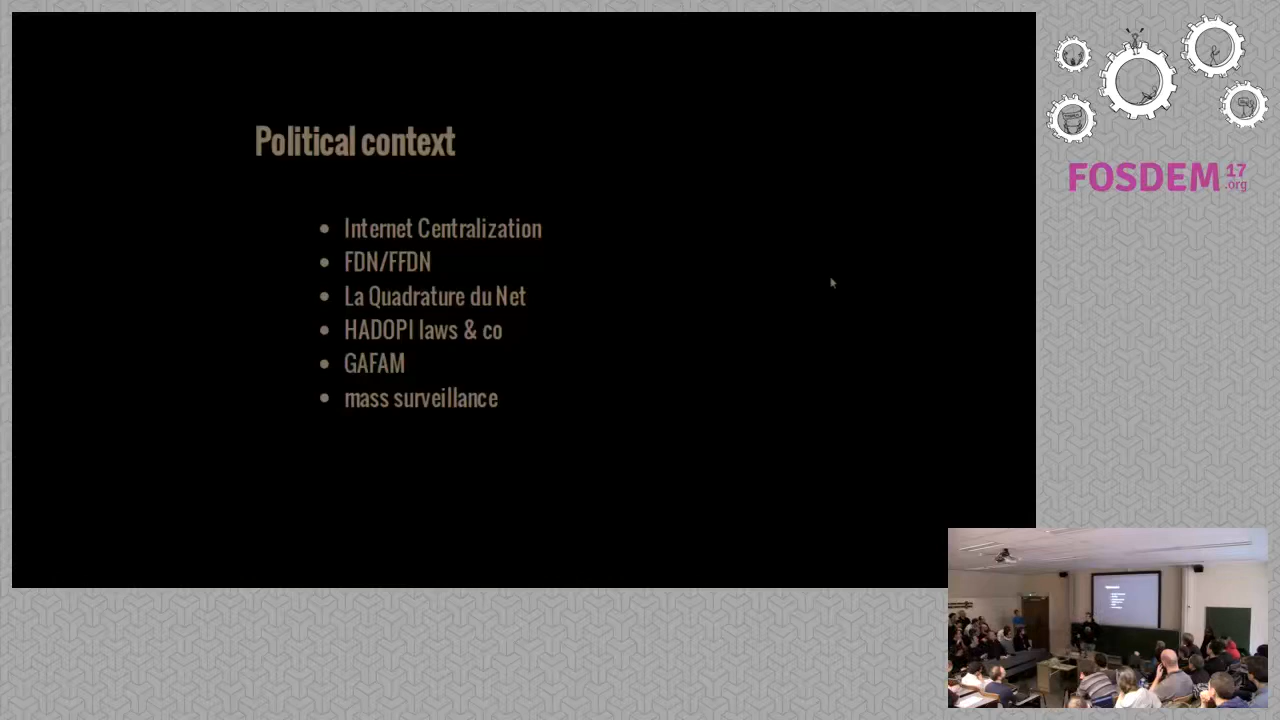 Political context
Internet Centralization
FDN/FFDN
La Quadrature du Net
HADOPI laws & co
GAFAM
mass surveillance
FOSDEM 17
.org